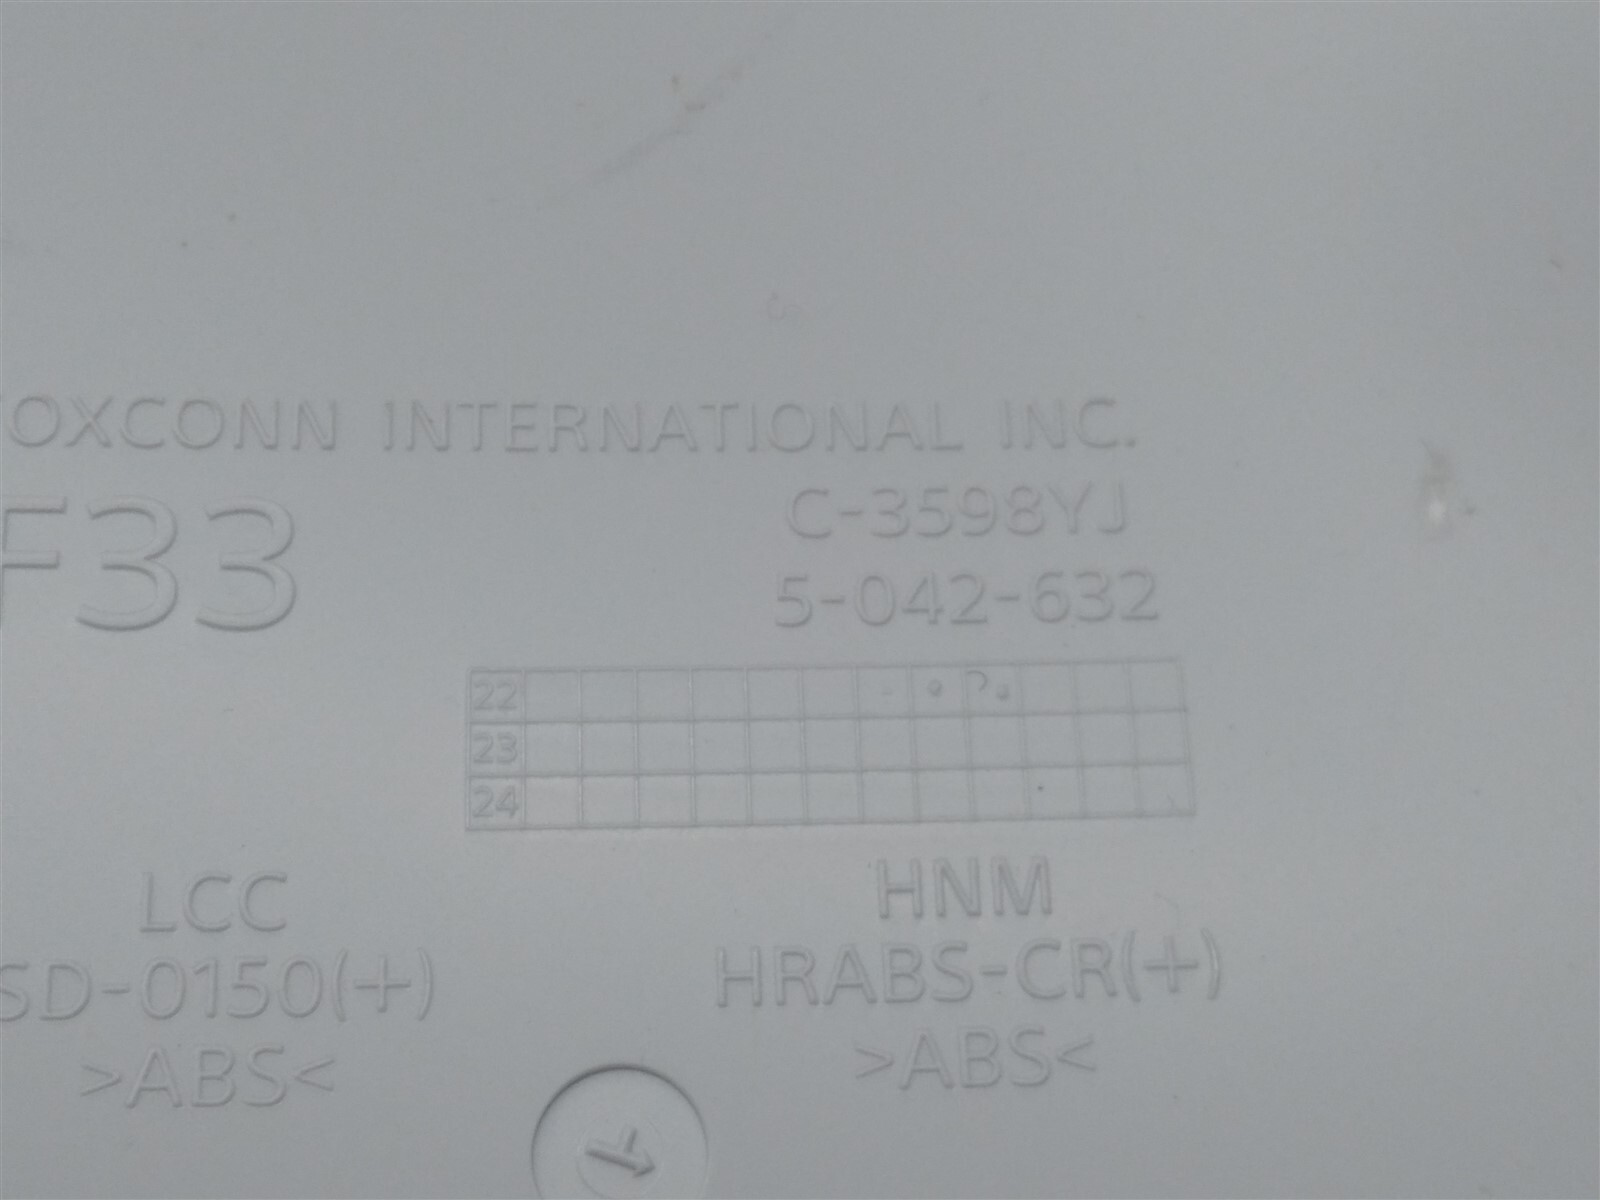 OXCONN INTERNATIONAL INC.
F33
C-3598YJ
5-042-632
22
23
24
LCC
SD-0150(+)
>ABS<
HNM
HRABS-CR(+)
>ABS<